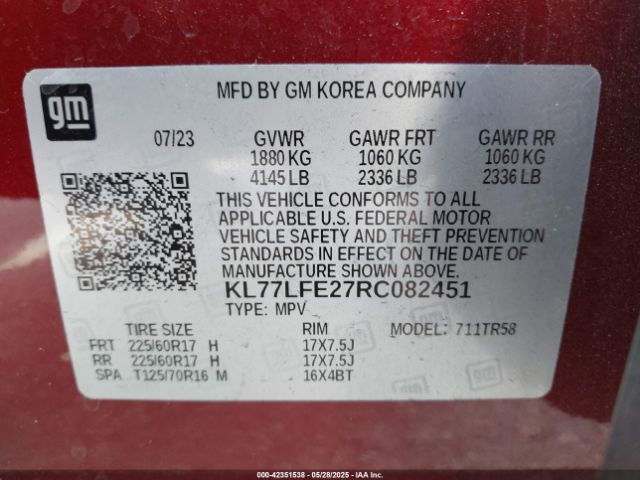 gm
MFD BY GM KOREA COMPANY
07/23 GVWR GAWR FRT GAWR RR
1880 KG 1060 KG 1060 KG
4145 LB 2336 LB 2336 LB
THIS VEHICLE CONFORMS TO ALL
APPLICABLE U.S. FEDERAL MOTOR
VEHICLE SAFETY AND THEFT PREVENTION
STANDARDS IN EFFECT ON THE DATE OF
MANUFACTURE SHOWN ABOVE.
KL77LFE27RC082451
TYPE: MPV
TIRE SIZE RIM MODEL: 711TR58
FRT 225/60R17 H 17X7.5J
RR 225/60R17 H 17X7.5J
SPA T125/70R16 M 16X4BT
000-42351538 05/28/2025 IAAI.COM